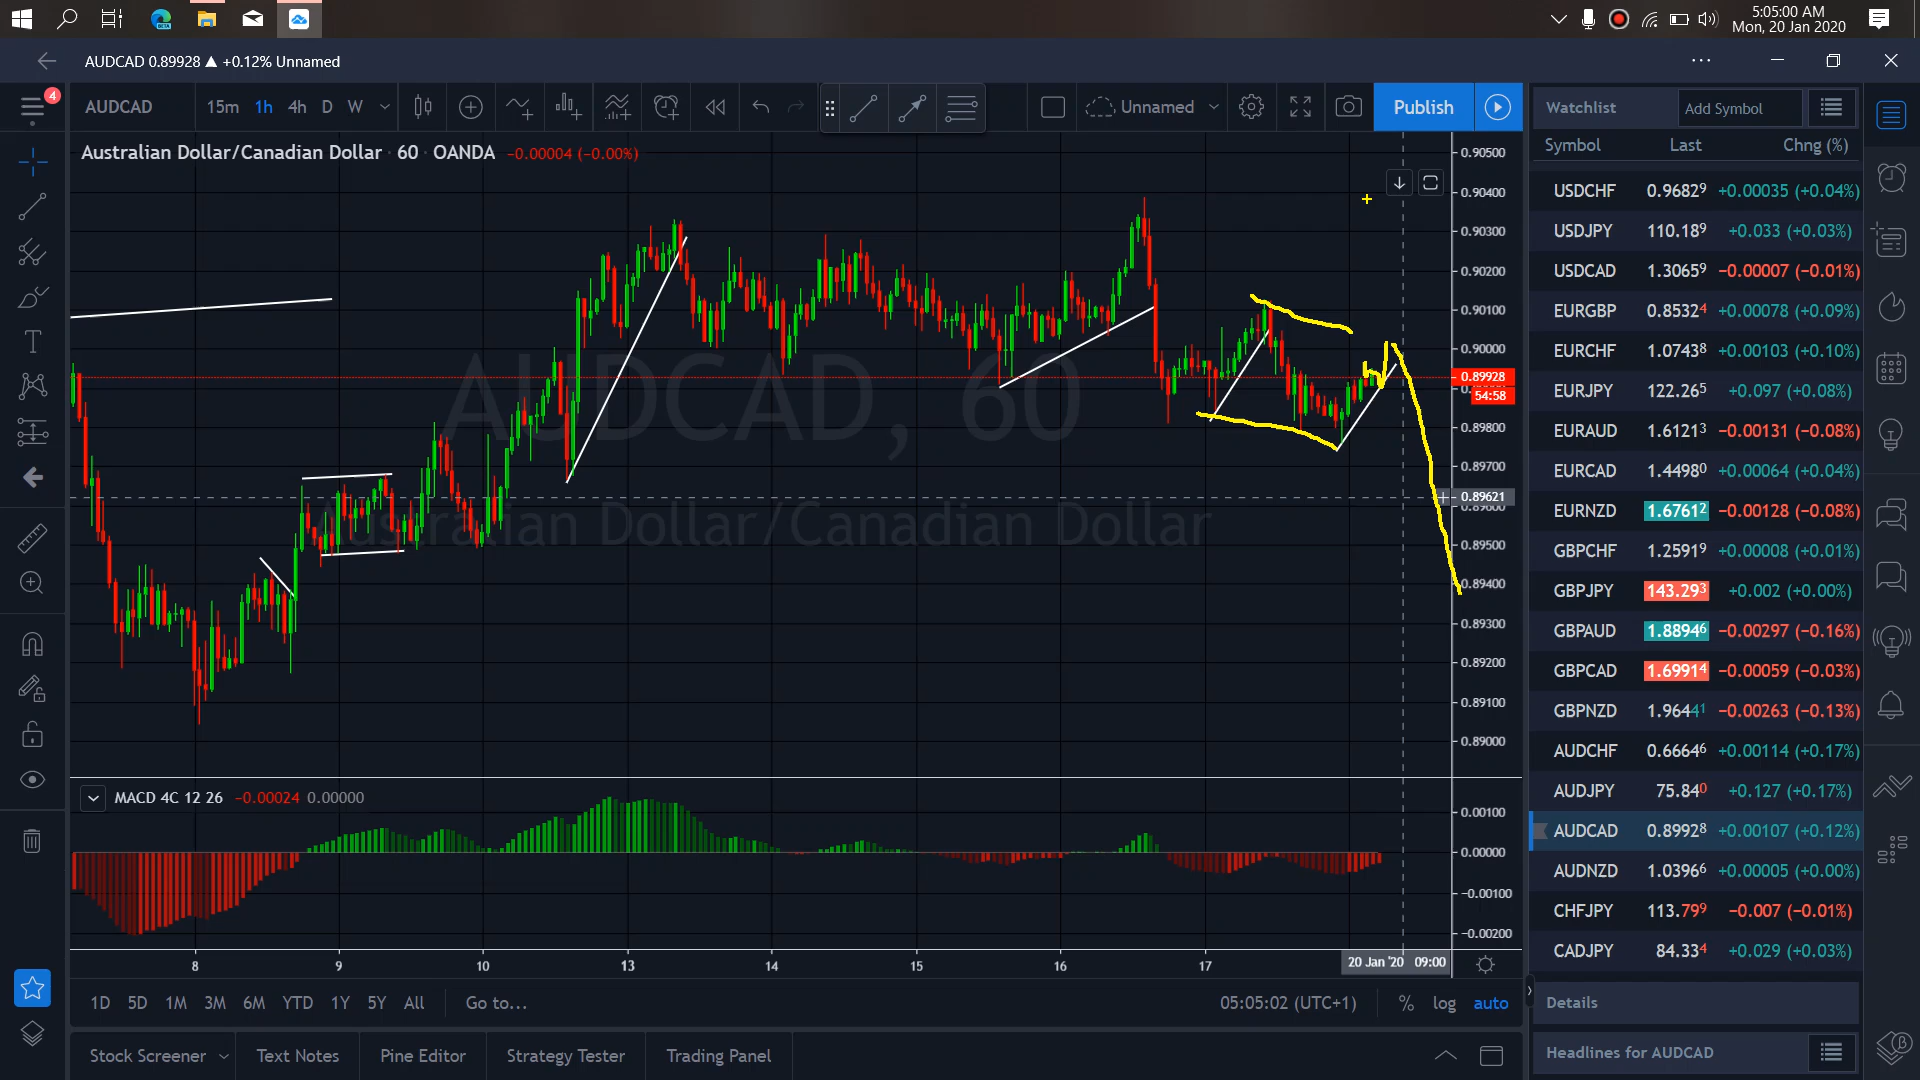 5:05:00 AM
Mon, 20 Jan 2020
AUDCAD 0.89928 ▲ +0.12% Unnamed
4
AUDCAD 15m 1h 4h D W Unnamed Publish
Watchlist Add Symbol
Symbol Last Chng (%)
Australian Dollar/Canadian Dollar · 60 · OANDA −0.00004 (−0.00%)
AUDCAD, 60
Australian Dollar/Canadian Dollar
0.90500
0.90400
0.90300
0.90200
0.90100
0.90000
0.89928
54:58
0.89800
0.89700
0.89621
0.89600
0.89500
0.89400
0.89300
0.89200
0.89100
0.89000
USDCHF 0.96829 +0.00035 (+0.04%)
USDJPY 110.189 +0.033 (+0.03%)
USDCAD 1.30659 −0.00007 (−0.01%)
EURGBP 0.85324 +0.00078 (+0.09%)
EURCHF 1.07438 +0.00103 (+0.10%)
EURJPY 122.265 +0.097 (+0.08%)
EURAUD 1.61213 −0.00131 (−0.08%)
EURCAD 1.44980 +0.00064 (+0.04%)
EURNZD 1.67612 −0.00128 (−0.08%)
GBPCHF 1.25919 +0.00008 (+0.01%)
GBPJPY 143.293 +0.002 (+0.00%)
GBPAUD 1.88946 −0.00297 (−0.16%)
GBPCAD 1.69914 −0.00059 (−0.03%)
GBPNZD 1.96441 −0.00263 (−0.13%)
AUDCHF 0.66646 +0.00114 (+0.17%)
AUDJPY 75.840 +0.127 (+0.17%)
AUDCAD 0.89928 +0.00107 (+0.12%)
AUDNZD 1.03966 +0.00005 (+0.00%)
CHFJPY 113.799 −0.007 (−0.01%)
CADJPY 84.334 +0.029 (+0.03%)
MACD 4C 12 26 −0.00024 0.00000
0.00100
0.00000
−0.00100
−0.00200
8 9 10 13 14 15 16 17 20 Jan '20 09:00
1D 5D 1M 3M 6M YTD 1Y 5Y All Go to... 05:05:02 (UTC+1) % log auto
Details
Stock Screener Text Notes Pine Editor Strategy Tester Trading Panel
Headlines for AUDCAD